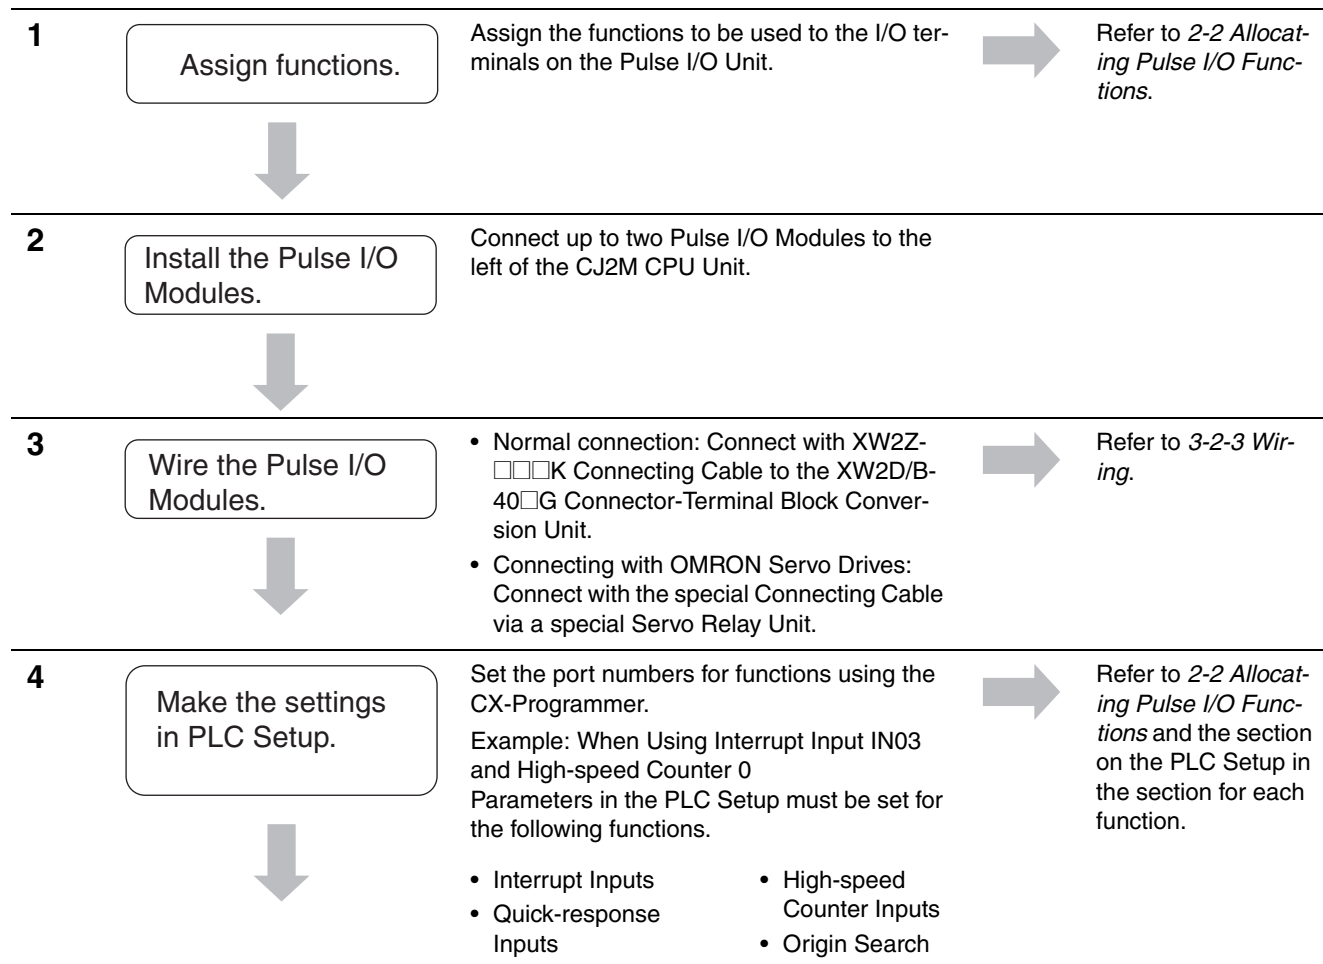 1
Assign functions.
Assign the functions to be used to the I/O ter-
minals on the Pulse I/O Unit.
Refer to 2-2 Allocat-
ing Pulse I/O Func-
tions.
2
Install the Pulse I/O
Modules.
Connect up to two Pulse I/O Modules to the
left of the CJ2M CPU Unit.
3
Wire the Pulse I/O
Modules.
• Normal connection: Connect with XW2Z-
□□□K Connecting Cable to the XW2D/B-
40□G Connector-Terminal Block Conver-
sion Unit.
• Connecting with OMRON Servo Drives:
Connect with the special Connecting Cable
via a special Servo Relay Unit.
Refer to 3-2-3 Wir-
ing.
4
Make the settings
in PLC Setup.
Set the port numbers for functions using the
CX-Programmer.
Example: When Using Interrupt Input IN03
and High-speed Counter 0
Parameters in the PLC Setup must be set for
the following functions.
• Interrupt Inputs
• Quick-response
Inputs
• High-speed
Counter Inputs
• Origin Search
Refer to 2-2 Allocat-
ing Pulse I/O Func-
tions and the section
on the PLC Setup in
the section for each
function.